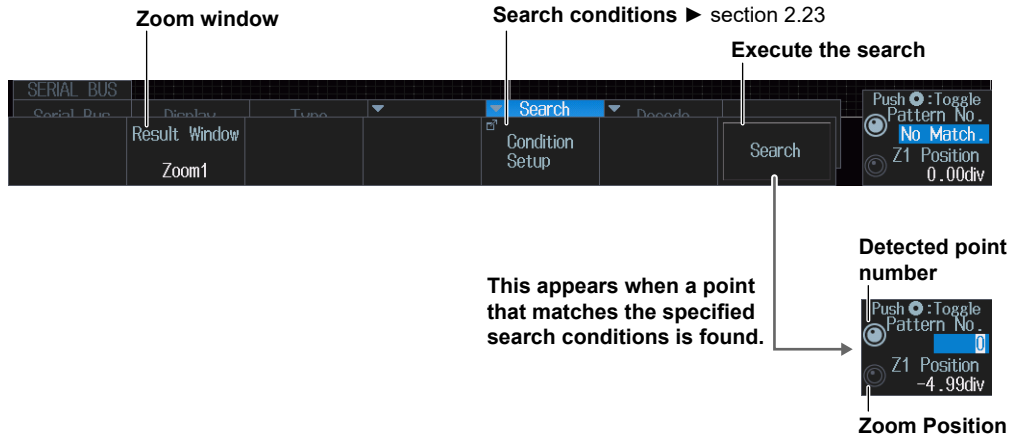 Zoom window
Search conditions ► section 2.23
Execute the search
SERIAL BUS
Serial Bus Display Type Search Decode
Result Window
Zoom1
Condition
Setup
Search
Push :Toggle
Pattern No.
No Match.
Z1 Position
0.00div
Detected point
number
This appears when a point
that matches the specified
search conditions is found.
Push :Toggle
Pattern No.
0
Z1 Position
-4.99div
Zoom Position